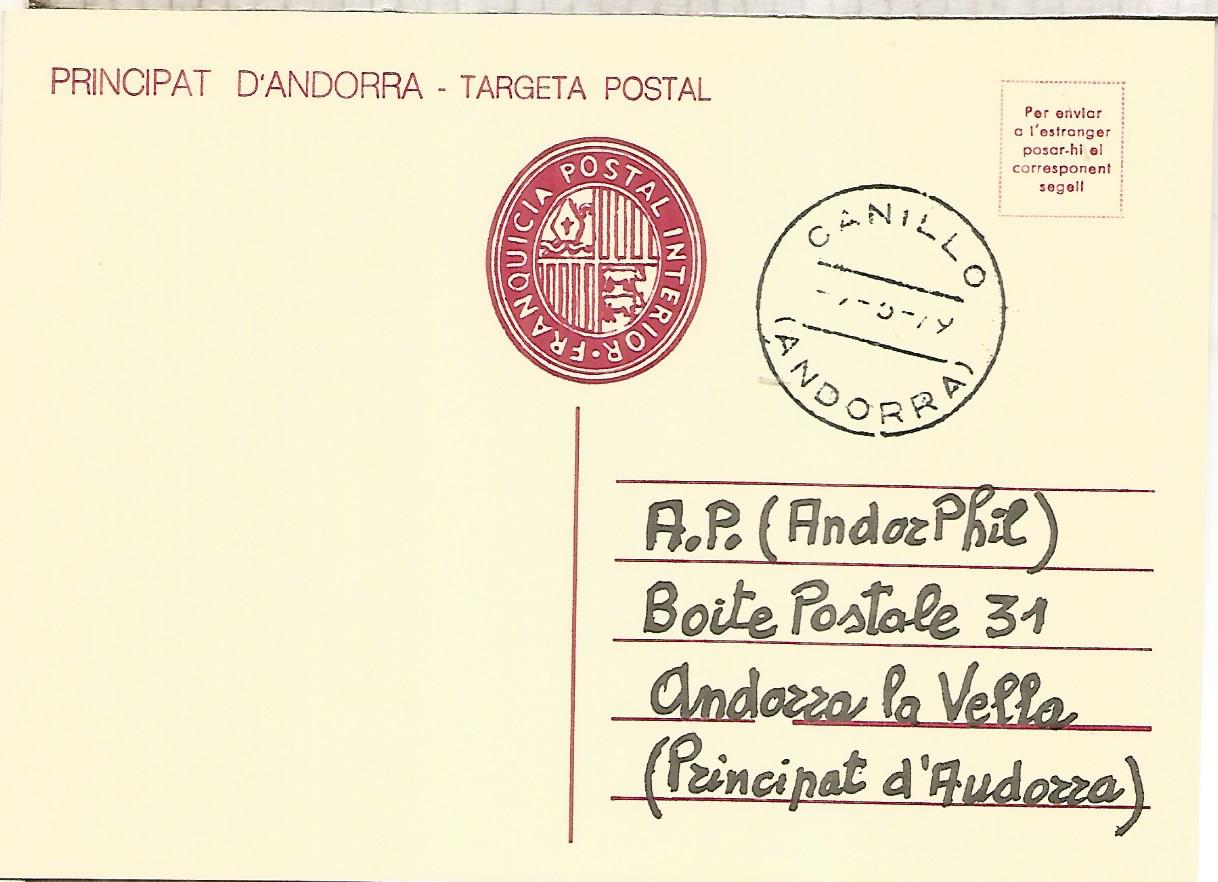 PRINCIPAT D'ANDORRA - TARGETA POSTAL
Per enviar
a l'estranger
posar-hi el
corresponent
segell
FRANQUICIA POSTAL INTERIOR·
CANILLO
(ANDORRA)
A.P. (AndorPhil)
Boite Postale 31
Andorra la Vella
(Principat d'Audorra)